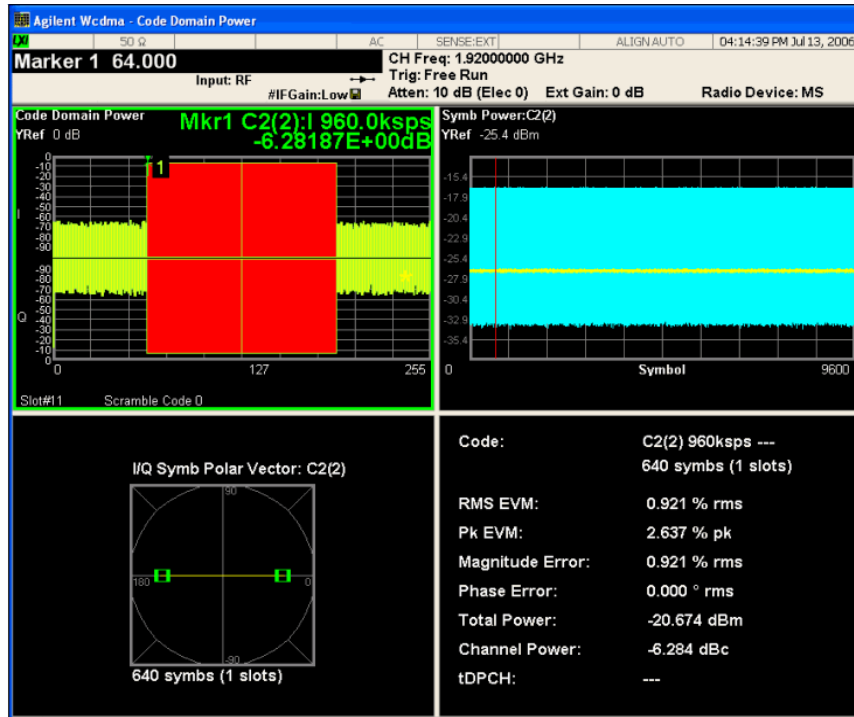 Agilent Wcdma - Code Domain Power
LXI 50 Ω AC SENSE:EXT ALIGN AUTO 04:14:39 PM Jul 13, 2006
Marker 1 64.000
Input: RF
#IFGain:Low
CH Freq: 1.92000000 GHz
Trig: Free Run
Atten: 10 dB (Elec 0) Ext Gain: 0 dB Radio Device: MS
Code Domain Power
Mkr1 C2(2):I 960.0ksps
YRef 0 dB
-6.28187E+00dB
1
0
-10
-20
-30
-40
-50
-60
-70
-80
-90
I
-90
-80
-70
-60
-50
-40
-30
-20
-10
0
Q
0 127 255
Slot#11 Scramble Code 0
Symb Power:C2(2)
YRef -25.4 dBm
-15.4
-17.9
-20.4
-22.9
-25.4
-27.9
-30.4
-32.9
-35.4
0 Symbol 9600
I/Q Symb Polar Vector: C2(2)
90
180 0
-90
640 symbs (1 slots)
Code: C2(2) 960ksps ---
640 symbs (1 slots)
RMS EVM: 0.921 % rms
Pk EVM: 2.637 % pk
Magnitude Error: 0.921 % rms
Phase Error: 0.000 ° rms
Total Power: -20.674 dBm
Channel Power: -6.284 dBc
tDPCH: ---